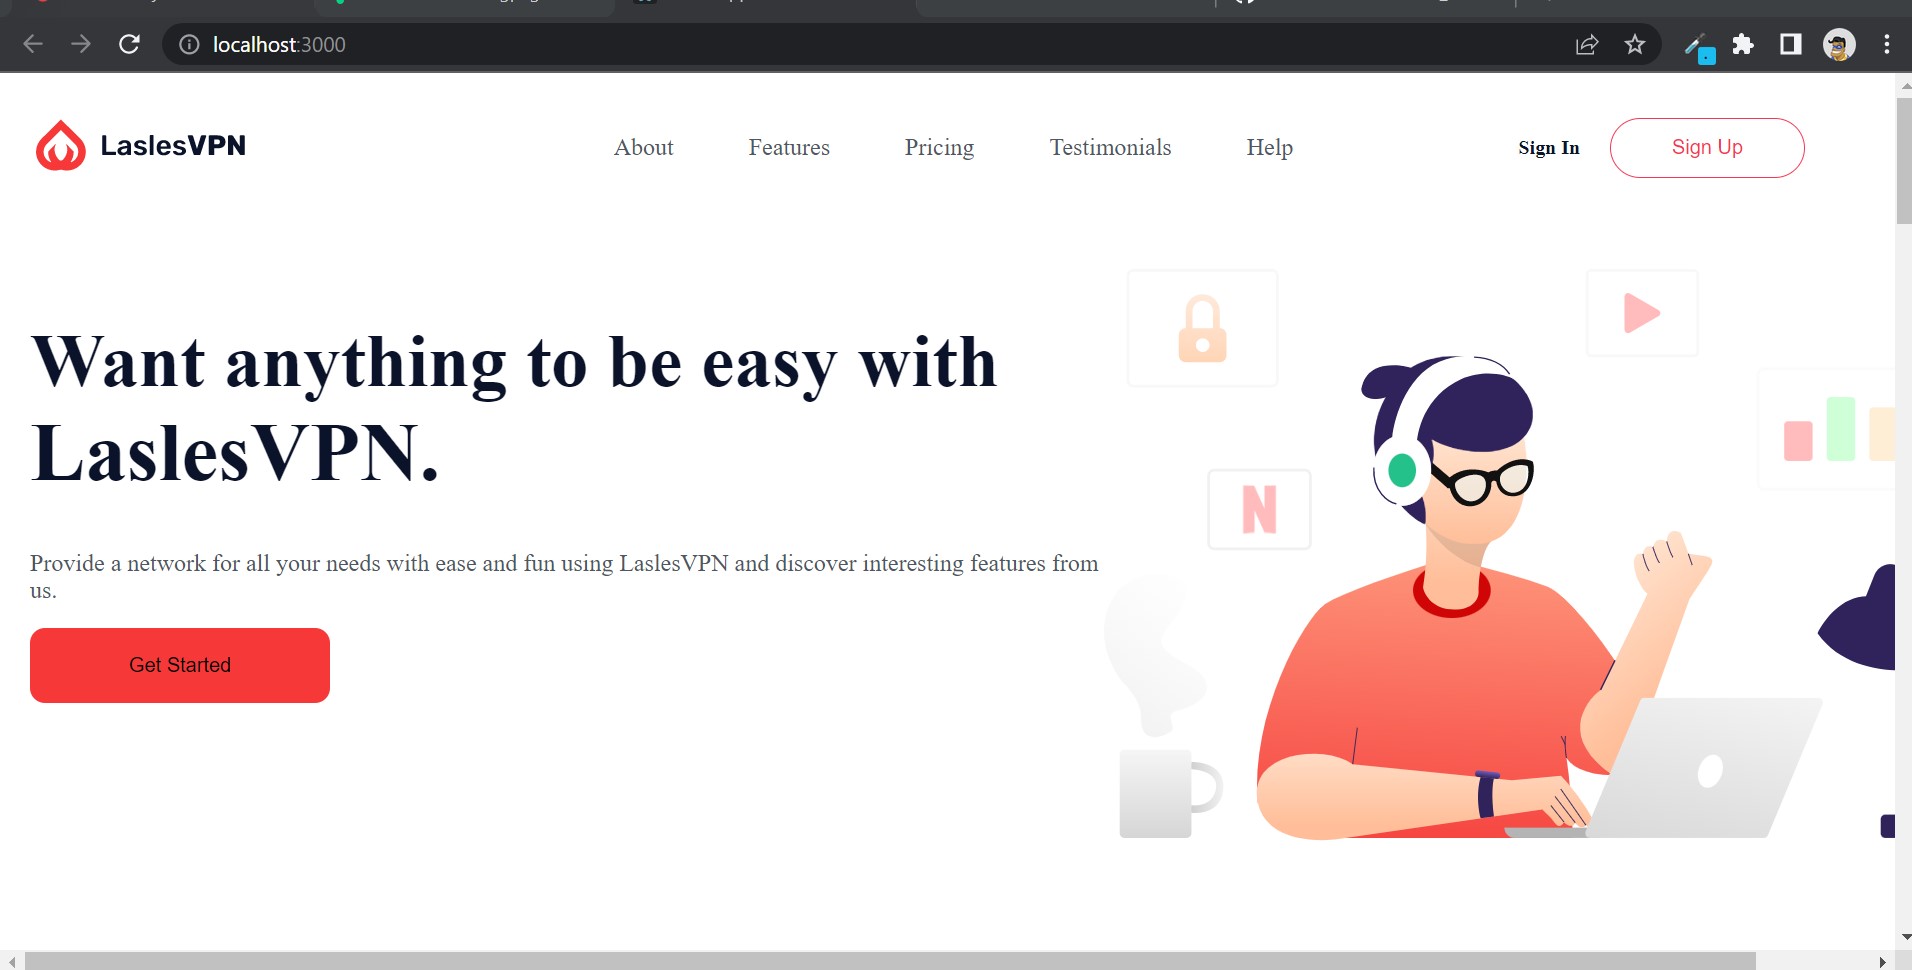 localhost:3000
LaslesVPN
About
Features
Pricing
Testimonials
Help
Sign In
Sign Up
Want anything to be easy with
LaslesVPN.
N
Provide a network for all your needs with ease and fun using LaslesVPN and discover interesting features from
us.
Get Started